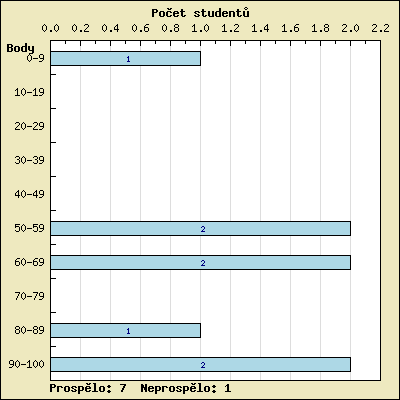 Počet studentů
0.0 0.2 0.4 0.6 0.8 1.0 1.2 1.4 1.6 1.8 2.0 2.2
Body
0-9 1
10-19
20-29
30-39
40-49
50-59 2
60-69 2
70-79
80-89 1
90-100 2
Prospělo: 7 Neprospělo: 1